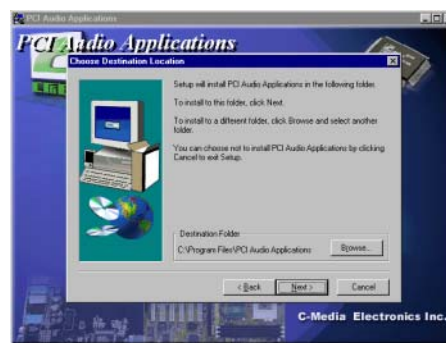 PCI Audio Applications
PCI Audio Applications
Choose Destination Location
Setup will install PCI Audio Applications in the following folder.
To install to this folder, click Next.
To install to a different folder, click Browse and select another
folder.
You can choose not to install PCI Audio Applications by clicking
Cancel to exit Setup.
Destination Folder
C:\Program Files\PCI Audio Applications
Browse...
< Back
Next >
Cancel
C-Media Electronics Inc.